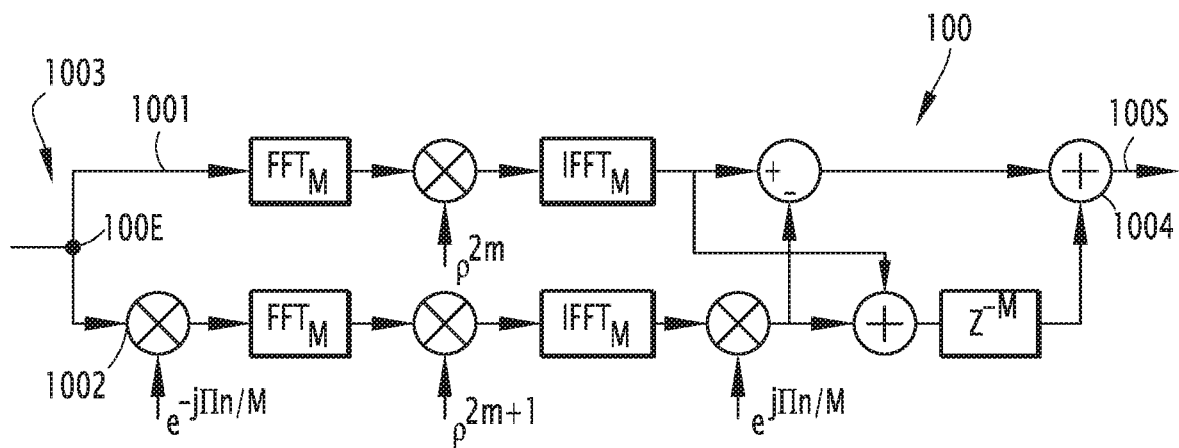 100
1003
1001
100S
FFT_M
IFFT_M
+
-
+
1004
100E
ρ^{2m}
FFT_M
IFFT_M
+
Z^{-M}
1002
e^{-jΠn/M}
ρ^{2m+1}
e^{jΠn/M}